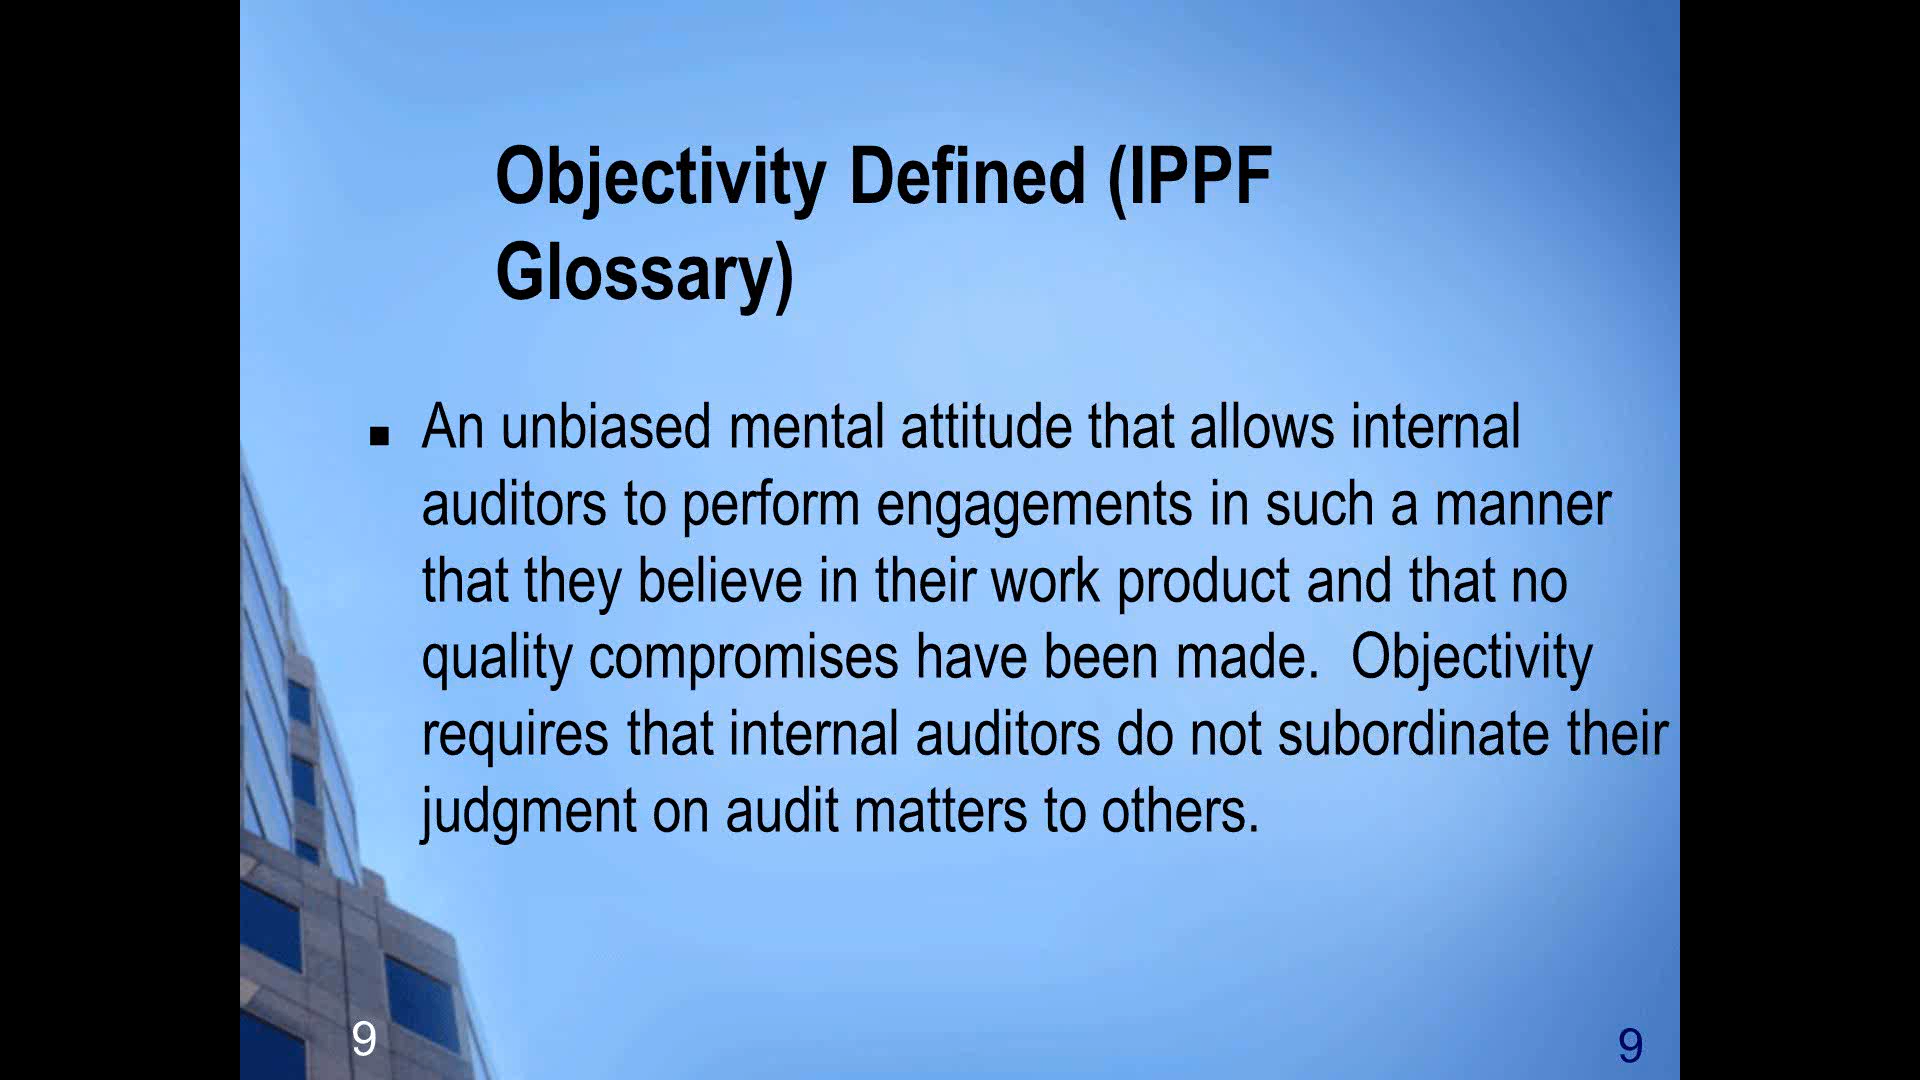 Objectivity Defined (IPPF
Glossary)
■ An unbiased mental attitude that allows internal
auditors to perform engagements in such a manner
that they believe in their work product and that no
quality compromises have been made.  Objectivity
requires that internal auditors do not subordinate their
judgment on audit matters to others.
9
9